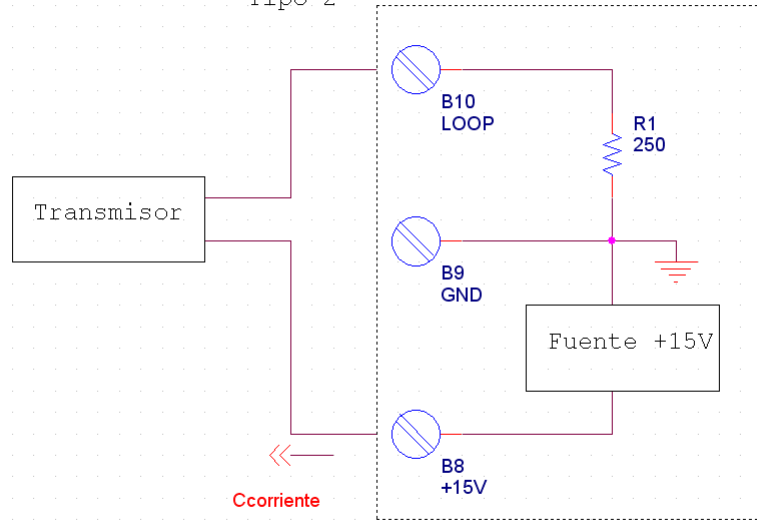 Tipo 2
B10
LOOP
R1
250
Transmisor
B9
GND
Fuente +15V
B8
+15V
Ccorriente